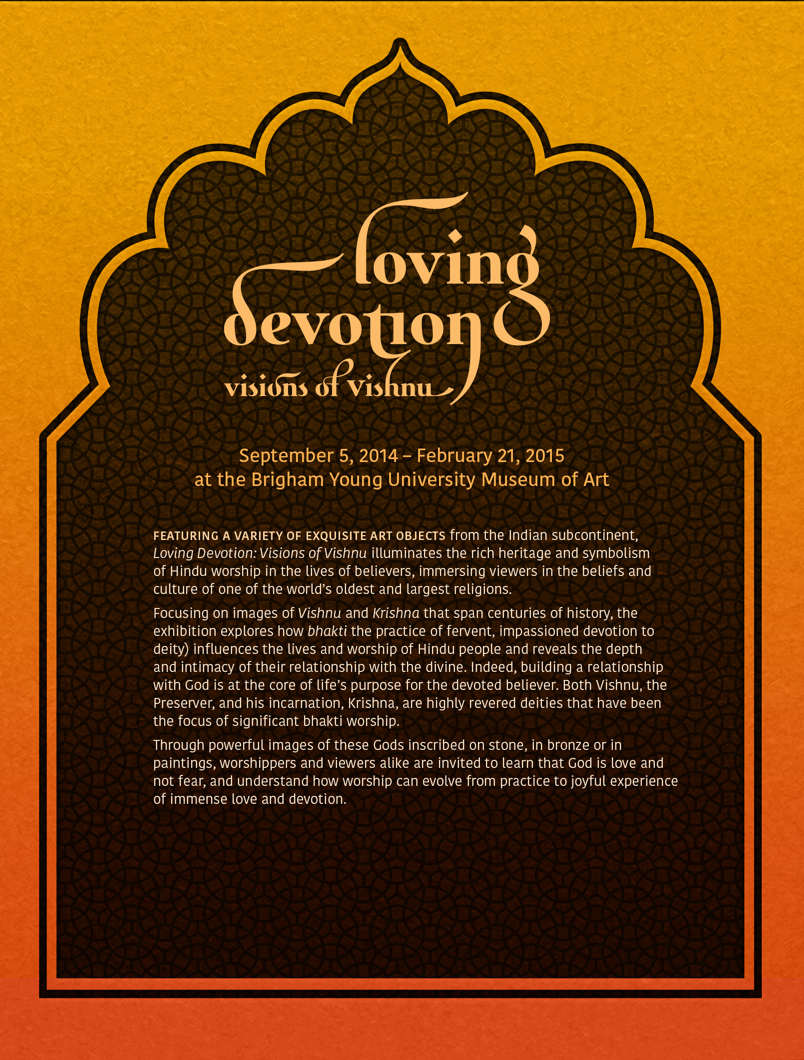 loving
devotion
visions of Vishnu
September 5, 2014 – February 21, 2015
at the Brigham Young University Museum of Art
FEATURING A VARIETY OF EXQUISITE ART OBJECTS from the Indian subcontinent,
Loving Devotion: Visions of Vishnu illuminates the rich heritage and symbolism
of Hindu worship in the lives of believers, immersing viewers in the beliefs and
culture of one of the world’s oldest and largest religions.
Focusing on images of Vishnu and Krishna that span centuries of history, the
exhibition explores how bhakti the practice of fervent, impassioned devotion to
deity) influences the lives and worship of Hindu people and reveals the depth
and intimacy of their relationship with the divine. Indeed, building a relationship
with God is at the core of life’s purpose for the devoted believer. Both Vishnu, the
Preserver, and his incarnation, Krishna, are highly revered deities that have been
the focus of significant bhakti worship.
Through powerful images of these Gods inscribed on stone, in bronze or in
paintings, worshippers and viewers alike are invited to learn that God is love and
not fear, and understand how worship can evolve from practice to joyful experience
of immense love and devotion.